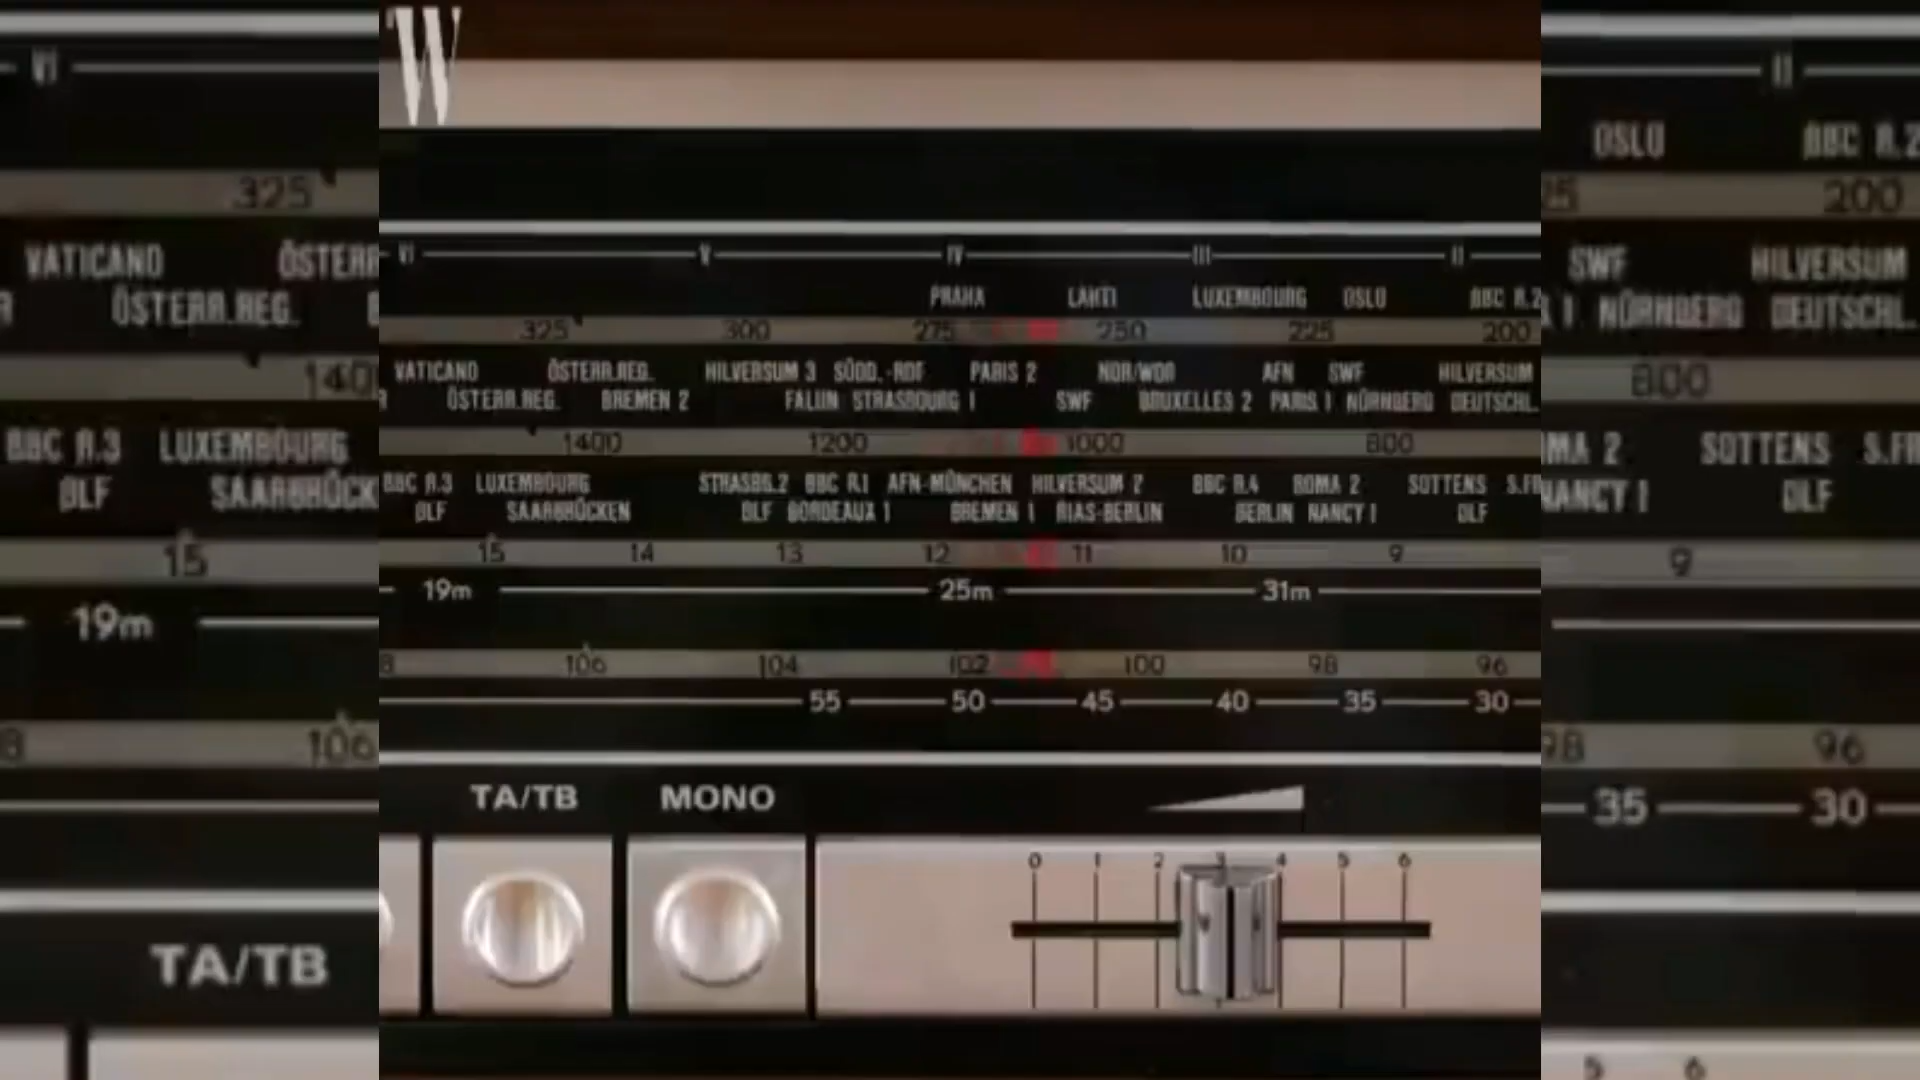 W
VI V IV III II
PRAHA LAHTI LUXEMBOURG OSLO BBC R.2
325 300 275 250 225 200
VATICANO ÖSTERR.REG. HILVERSUM 3 SÜDD.-RDF PARIS 2 NDR/WDR AFN SWF HILVERSUM
R ÖSTERR.REG. BREMEN 2 FALUN STRASBOURG I SWF BRUXELLES 2 PARIS I NÜRNBERG DEUTSCHL.
1400 1200 1000 800
BBC R.3 LUXEMBOURG STRASBG.2 BBC R.1 AFN-MÜNCHEN HILVERSUM 2 BBC R.4 ROMA 2 SOTTENS S.FR
DLF SAARBRÜCKEN DLF BORDEAUX I BREMEN I RIAS-BERLIN BERLIN NANCY I DLF
15 14 13 12 11 10 9
19m 25m 31m
8 106 104 102 100 98 96
55 50 45 40 35 30
TA/TB MONO
0 1 2 3 4 5 6